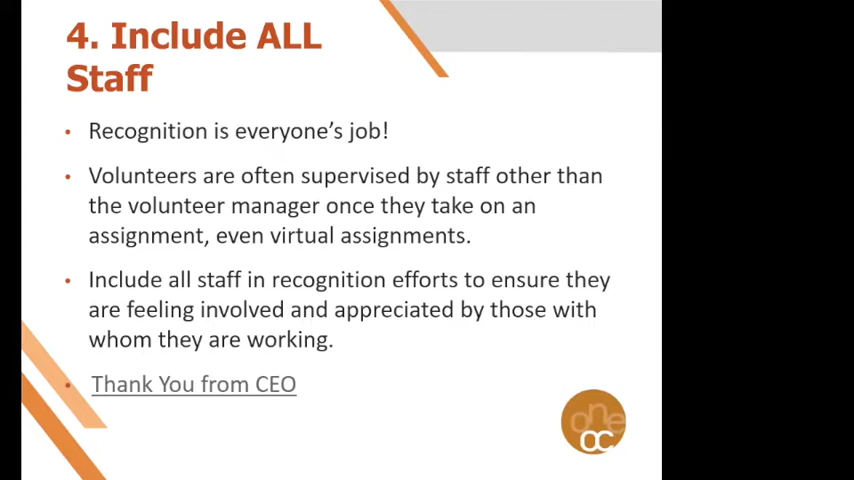 4. Include ALL
Staff
• Recognition is everyone's job!
• Volunteers are often supervised by staff other than
the volunteer manager once they take on an
assignment, even virtual assignments.
• Include all staff in recognition efforts to ensure they
are feeling involved and appreciated by those with
whom they are working.
• Thank You from CEO
one
OC